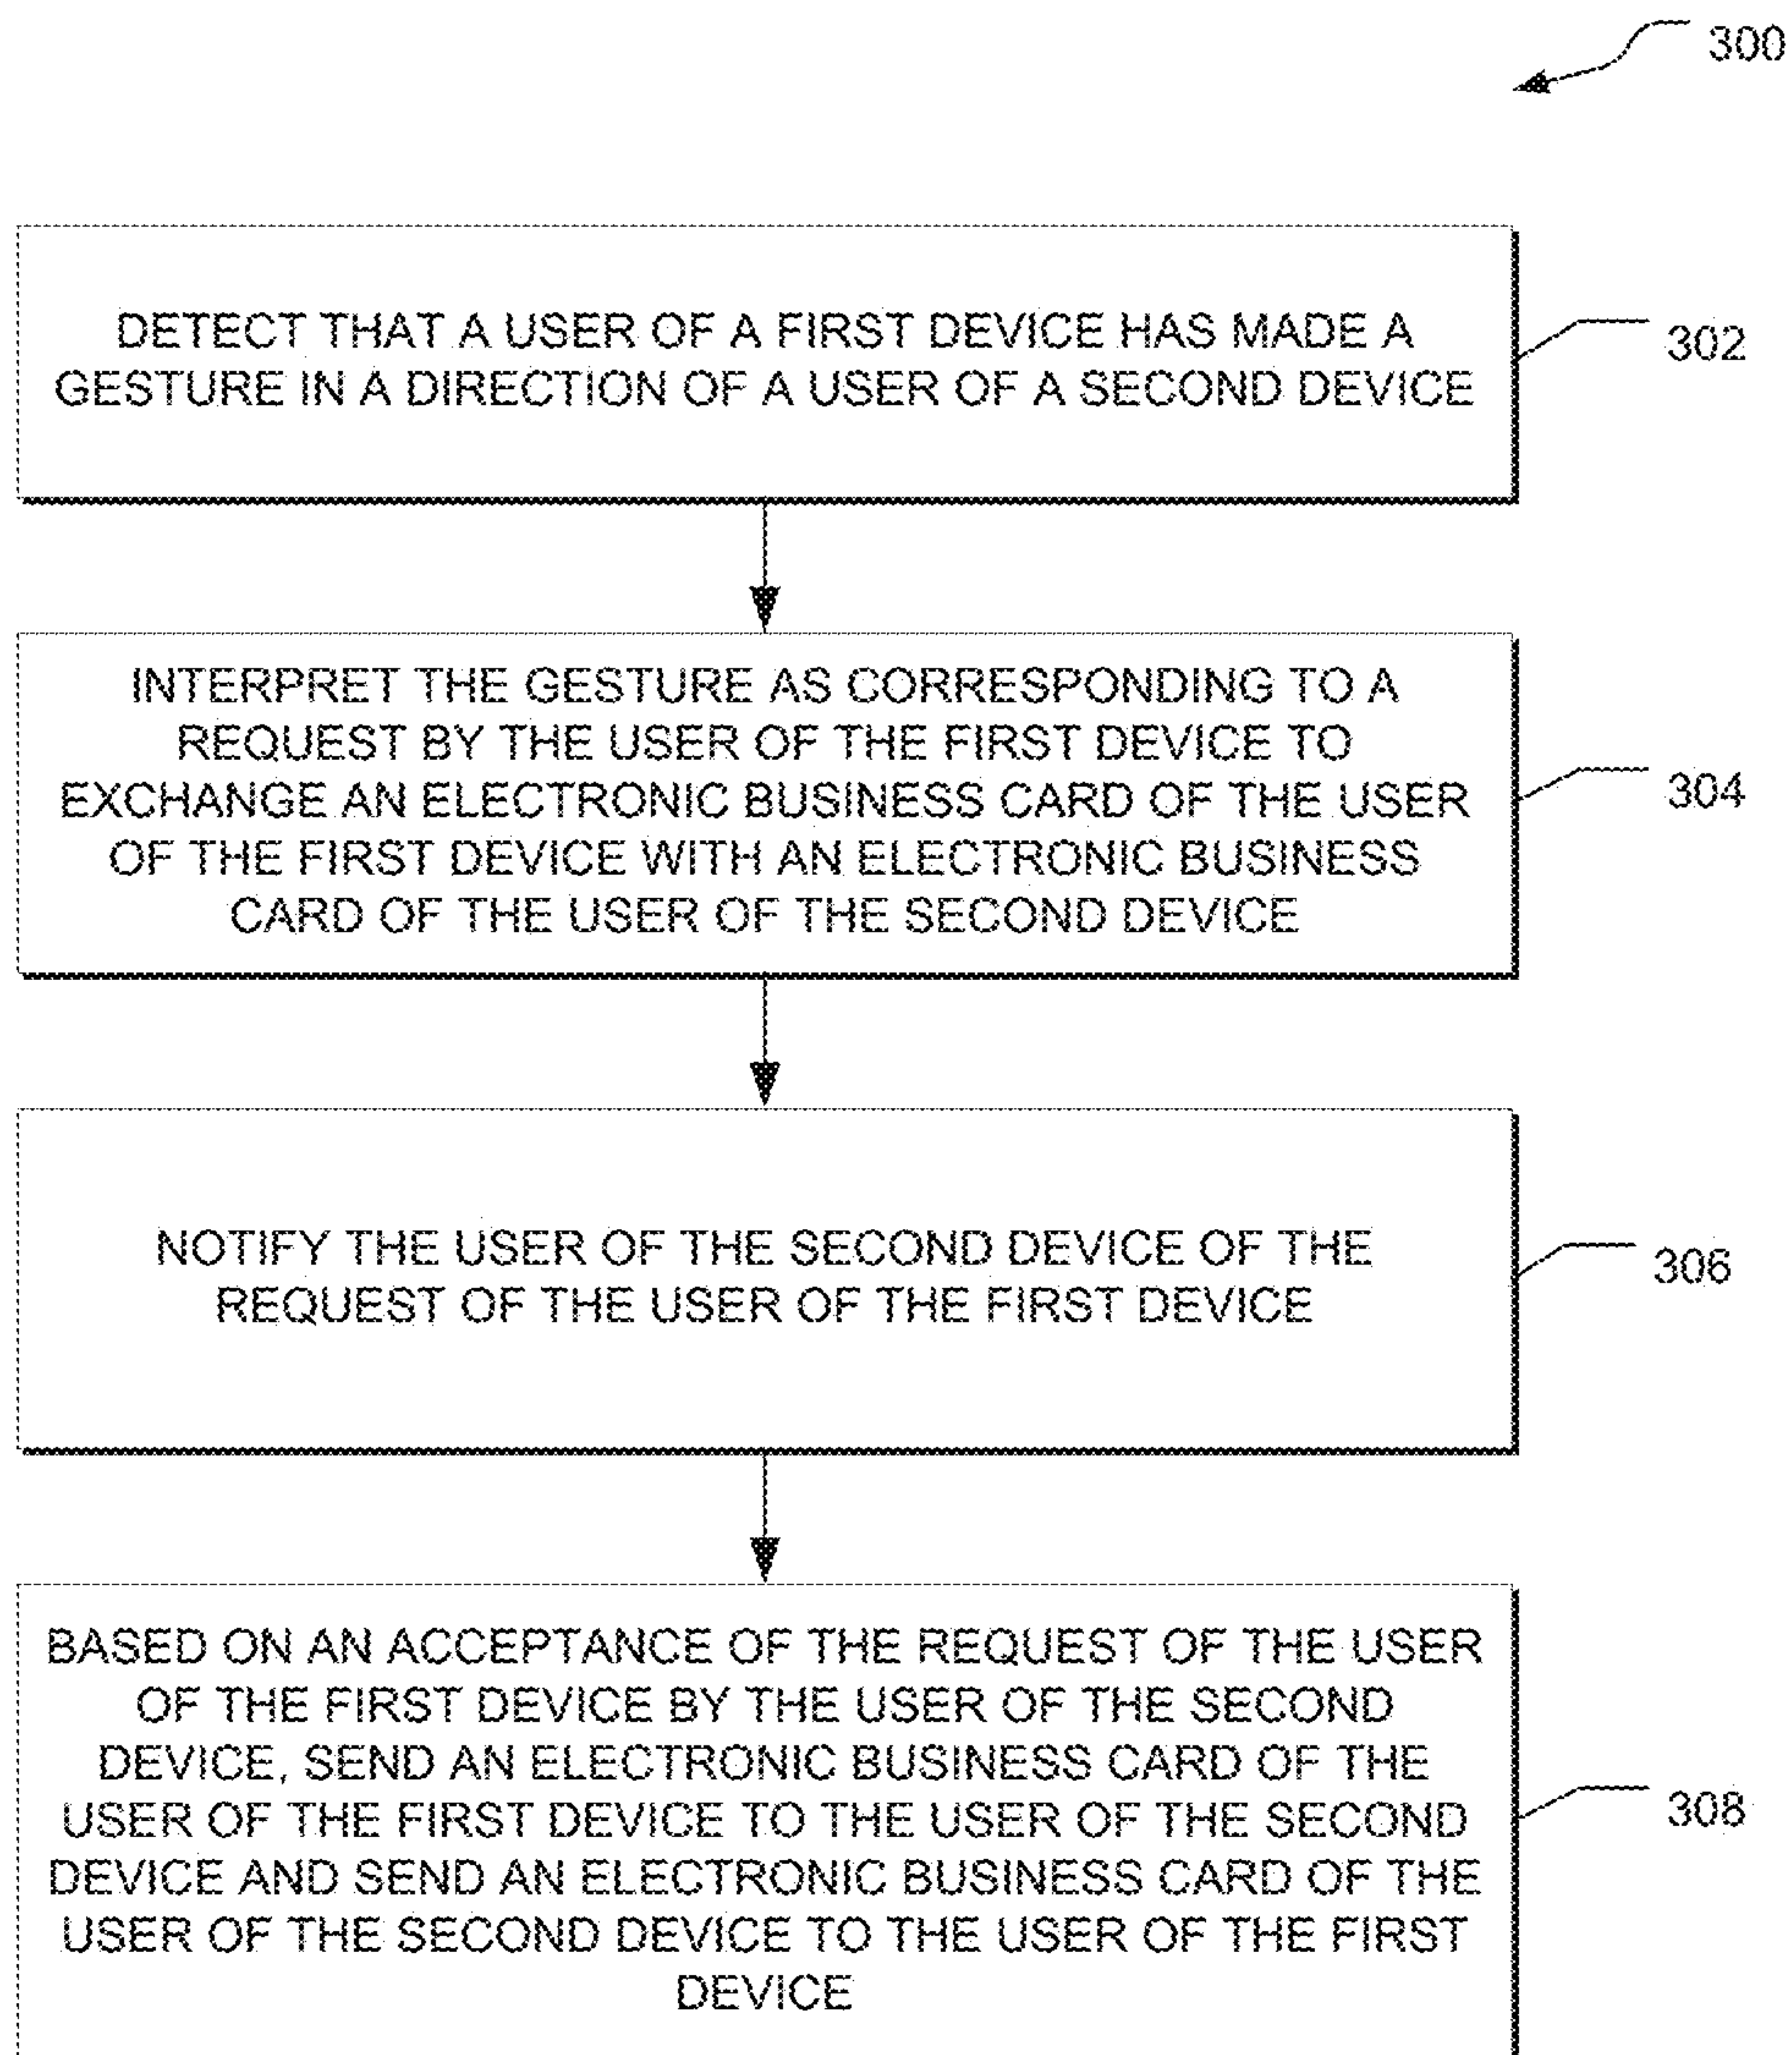 300
DETECT THAT A USER OF A FIRST DEVICE HAS MADE A
GESTURE IN A DIRECTION OF A USER OF A SECOND DEVICE
302
INTERPRET THE GESTURE AS CORRESPONDING TO A
REQUEST BY THE USER OF THE FIRST DEVICE TO
EXCHANGE AN ELECTRONIC BUSINESS CARD OF THE USER
OF THE FIRST DEVICE WITH AN ELECTRONIC BUSINESS
CARD OF THE USER OF THE SECOND DEVICE
304
NOTIFY THE USER OF THE SECOND DEVICE OF THE
REQUEST OF THE USER OF THE FIRST DEVICE
306
BASED ON AN ACCEPTANCE OF THE REQUEST OF THE USER
OF THE FIRST DEVICE BY THE USER OF THE SECOND
DEVICE, SEND AN ELECTRONIC BUSINESS CARD OF THE
USER OF THE FIRST DEVICE TO THE USER OF THE SECOND
DEVICE AND SEND AN ELECTRONIC BUSINESS CARD OF THE
USER OF THE SECOND DEVICE TO THE USER OF THE FIRST
DEVICE
308